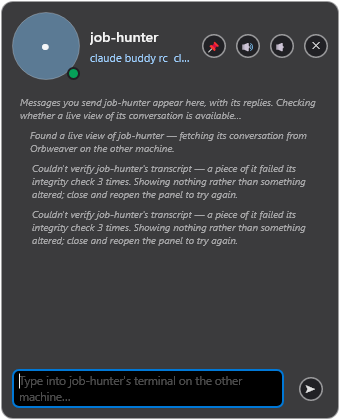 job-hunter
claude buddy rc cl...
Messages you send job-hunter appear here, with its replies. Checking
whether a live view of its conversation is available...
Found a live view of job-hunter — fetching its conversation from
Orbweaver on the other machine.
Couldn't verify job-hunter's transcript — a piece of it failed its
integrity check 3 times. Showing nothing rather than something
altered; close and reopen the panel to try again.
Couldn't verify job-hunter's transcript — a piece of it failed its
integrity check 3 times. Showing nothing rather than something
altered; close and reopen the panel to try again.
Type into job-hunter's terminal on the other
machine...